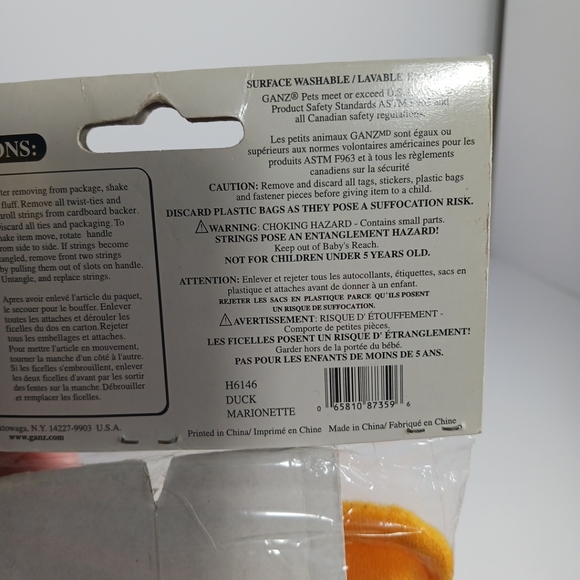 SURFACE WASHABLE / LAVABLE
GANZ® Pets meet or exceed U.S.
Product Safety Standards ASTM and
all Canadian safety regulations.
Les petits animaux GANZMD sont égaux ou
supérieurs aux normes volontaires américaines pour les
produits ASTM F963 et à tous les règlements
canadiens sur la sécurité
CAUTION: Remove and discard all tags, stickers, plastic bags
and fastener pieces before giving item to a child.
DISCARD PLASTIC BAGS AS THEY POSE A SUFFOCATION RISK.
⚠WARNING: CHOKING HAZARD - Contains small parts.
STRINGS POSE AN ENTANGLEMENT HAZARD!
Keep out of Baby's Reach.
NOT FOR CHILDREN UNDER 5 YEARS OLD.
ATTENTION: Enlever et rejeter tous les autocollants, étiquettes, sacs en
plastique et attaches avant de donner à un enfant.
REJETER LES SACS EN PLASTIQUE PARCE QU'ILS POSENT
UN RISQUE DE SUFFOCATION.
⚠AVERTISSEMENT: RISQUE D' ÉTOUFFEMENT -
Comporte de petites pièces.
LES FICELLES POSENT UN RISQUE D' ÉTRANGLEMENT!
Garder hors de la portée du bébé.
PAS POUR LES ENFANTS DE MOINS DE 5 ANS.
H6146
DUCK
MARIONETTE
0 65810 87359 6
Printed in China/ Imprimé en Chine Made in China/ Fabriqué en Chine
ONS:
ter removing from package, shake
fluff. Remove all twist-ties and
roll strings from cardboard backer.
Discard all ties and packaging. To
make item move, rotate handle
from side to side. If strings become
angled, remove front two strings
by pulling them out of slots on handle.
Untangle, and replace strings.
Apres avoir enlevé l'article du paquet,
le secouer pour le bouffer. Enlever
toutes les attaches et dérouler les
ficelles du dos en carton. Rejeter
tous les embellages et attaches.
Pour mettre l'article en mouvement,
tourner la manche d'un côté à l'autre.
Si les ficelles s'embrouillent, enlever
les deux ficelles d'avant par les sortir
des fentes sur la manche. Débrouiller
et remplacer les ficelles.
ktowaga, N.Y. 14227-9903 U.S.A.
www.ganz.com